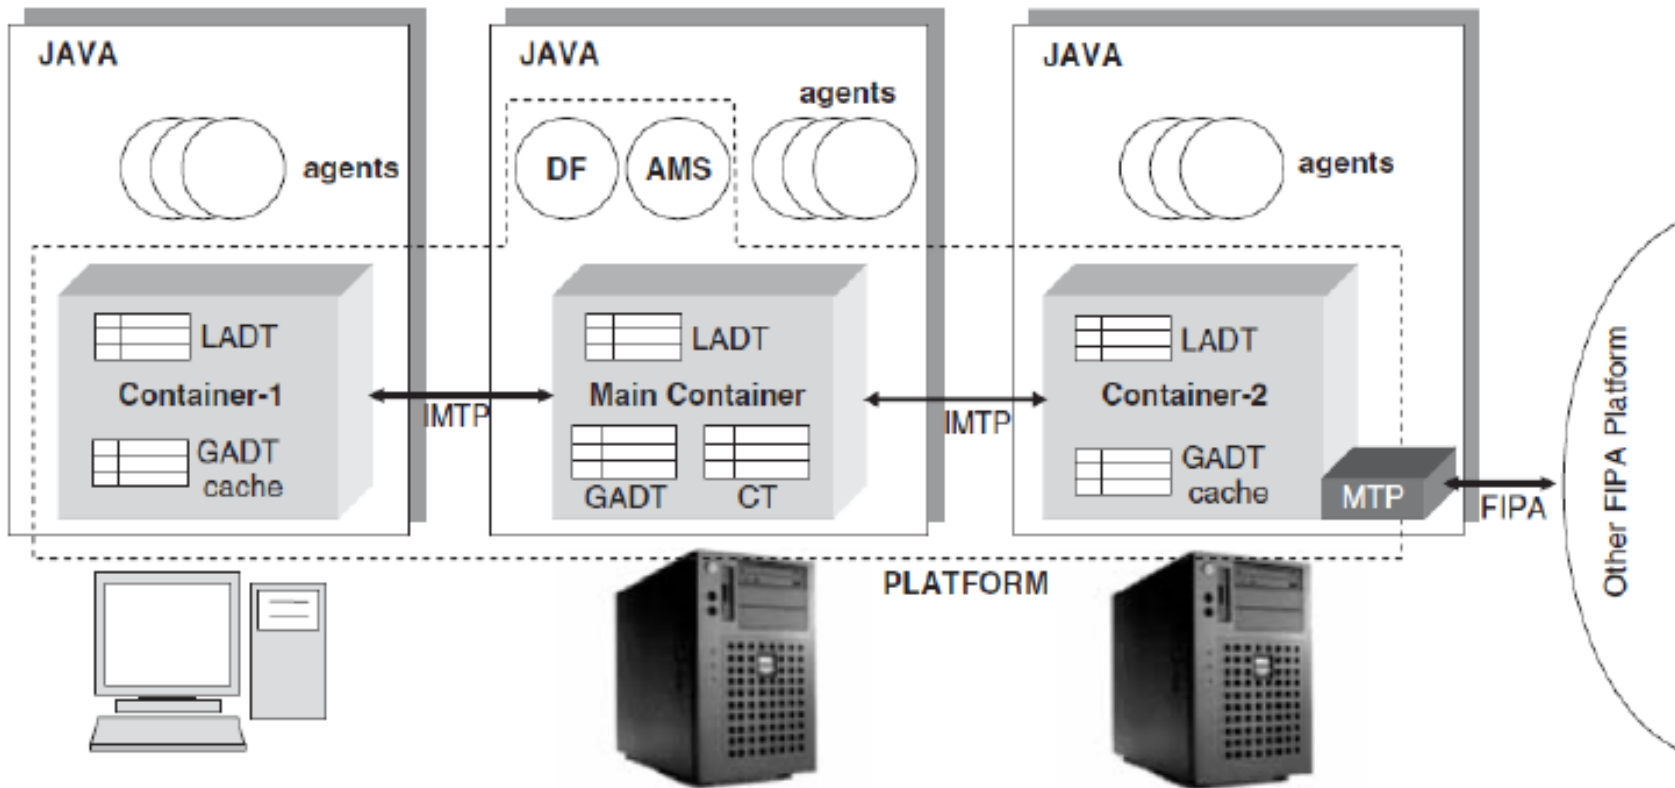 JAVA
agents
LADT
Container-1
GADT
cache
IMTP
JAVA
agents
DF
AMS
LADT
Main Container
GADT
CT
IMTP
JAVA
agents
LADT
Container-2
GADT
cache
MTP
FIPA
Other FIPA Platform
PLATFORM